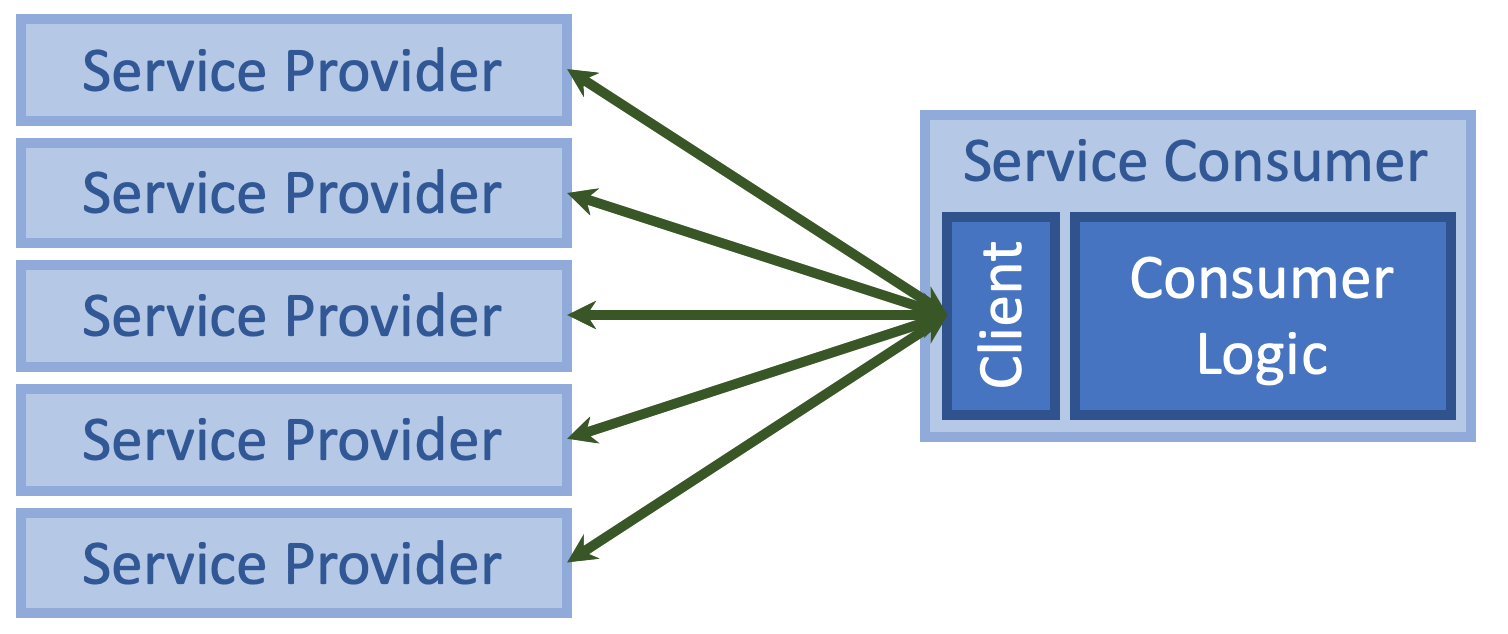 Service Provider
Service Provider
Service Provider
Service Provider
Service Provider
Service Consumer
Client
Consumer
Logic